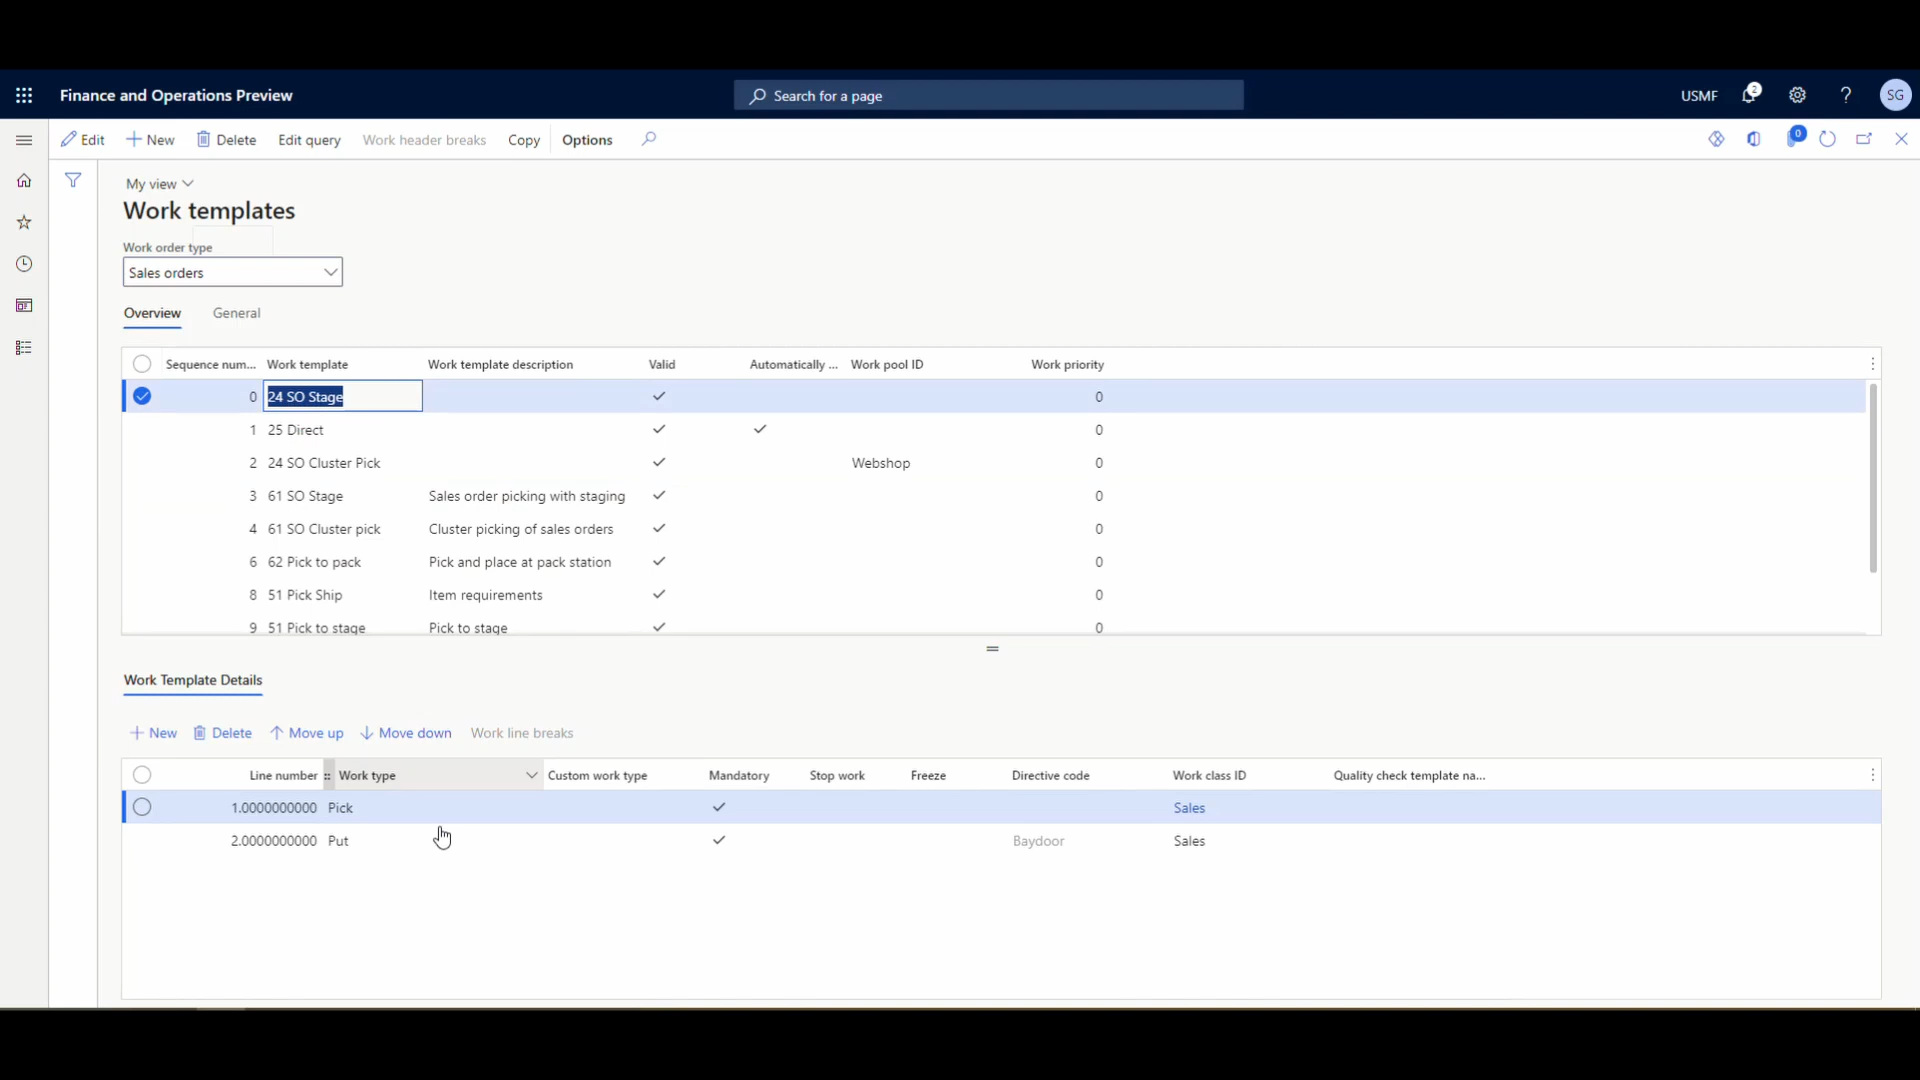 Finance and Operations Preview
Search for a page
USMF
2
SG
Edit
New
Delete
Edit query
Work header breaks
Copy
Options
0
My view
Work templates
Work order type
Sales orders
Overview General
Sequence num... Work template Work template description Valid Automatically ... Work pool ID Work priority
0 24 SO Stage 0
1 25 Direct 0
2 24 SO Cluster Pick Webshop 0
3 61 SO Stage Sales order picking with staging 0
4 61 SO Cluster pick Cluster picking of sales orders 0
6 62 Pick to pack Pick and place at pack station 0
8 51 Pick Ship Item requirements 0
9 51 Pick to stage Pick to stage 0
Work Template Details
New Delete Move up Move down Work line breaks
Line number Work type Custom work type Mandatory Stop work Freeze Directive code Work class ID Quality check template na...
1.0000000000 Pick Sales
2.0000000000 Put Baydoor Sales